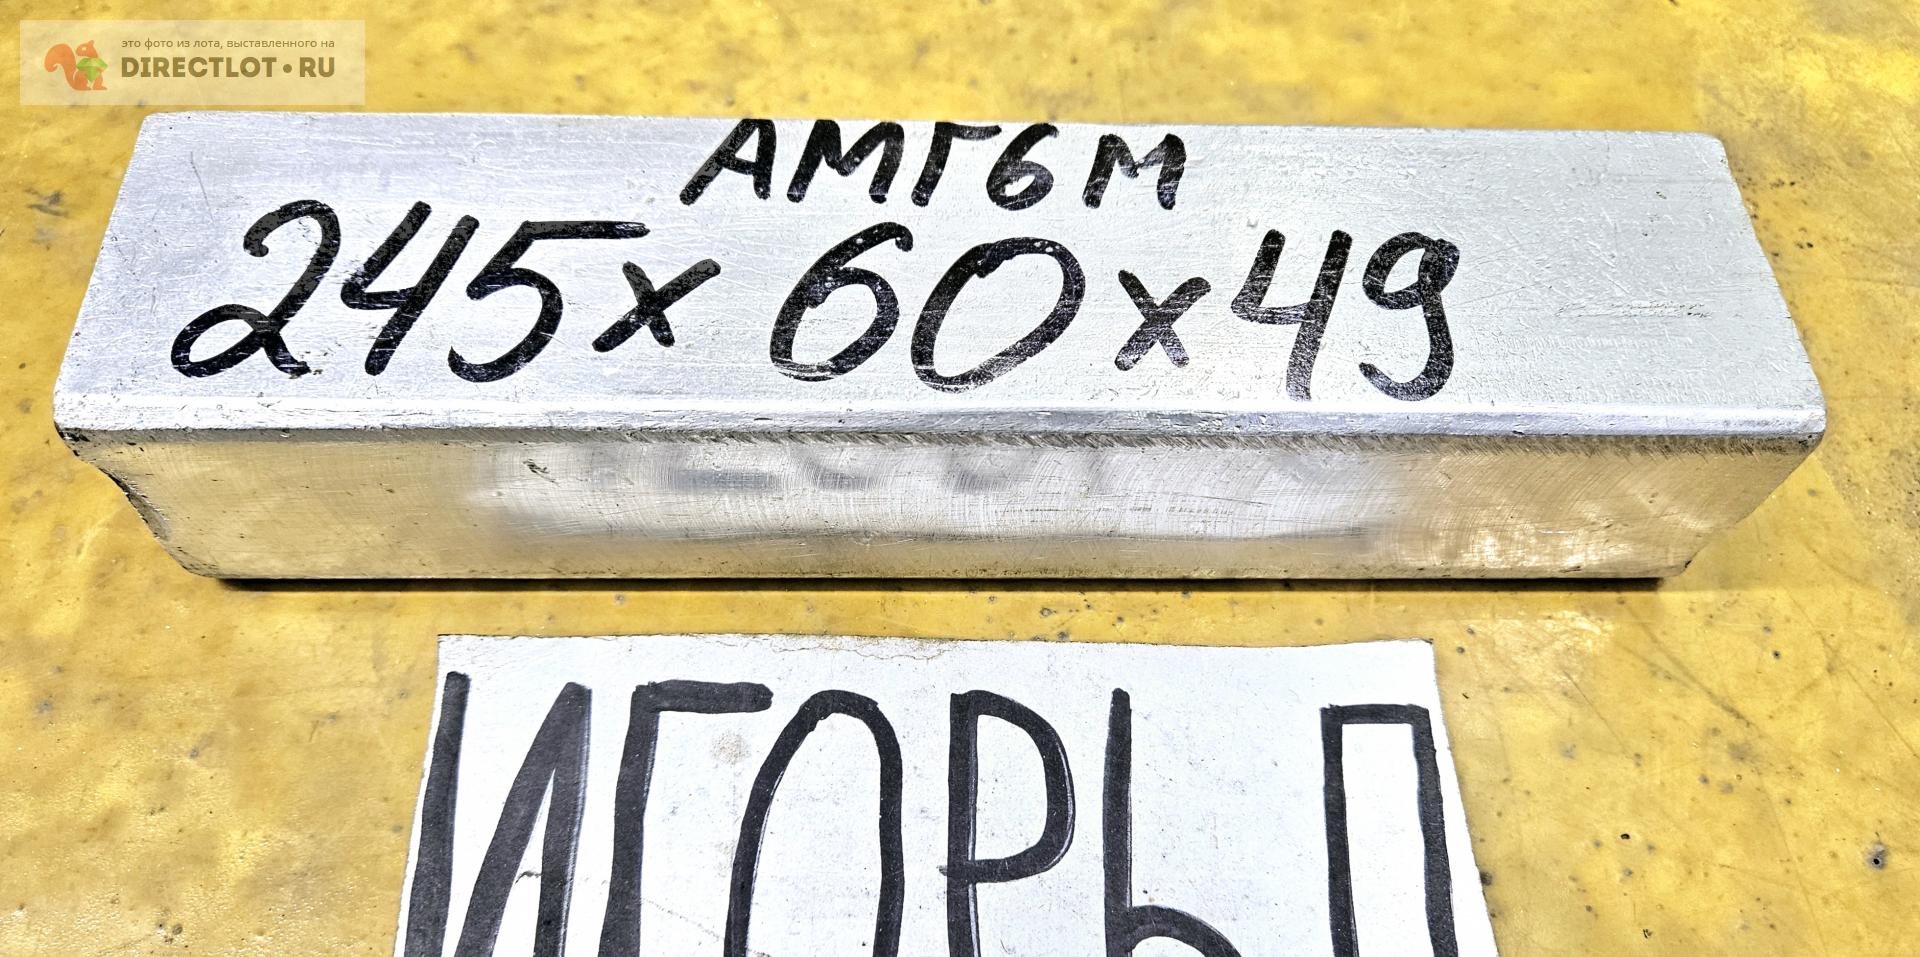 это фото из лота, выставленного на
DIRECTLOT•RU
АМГ6М
245x60x49
ИГОРЬ П